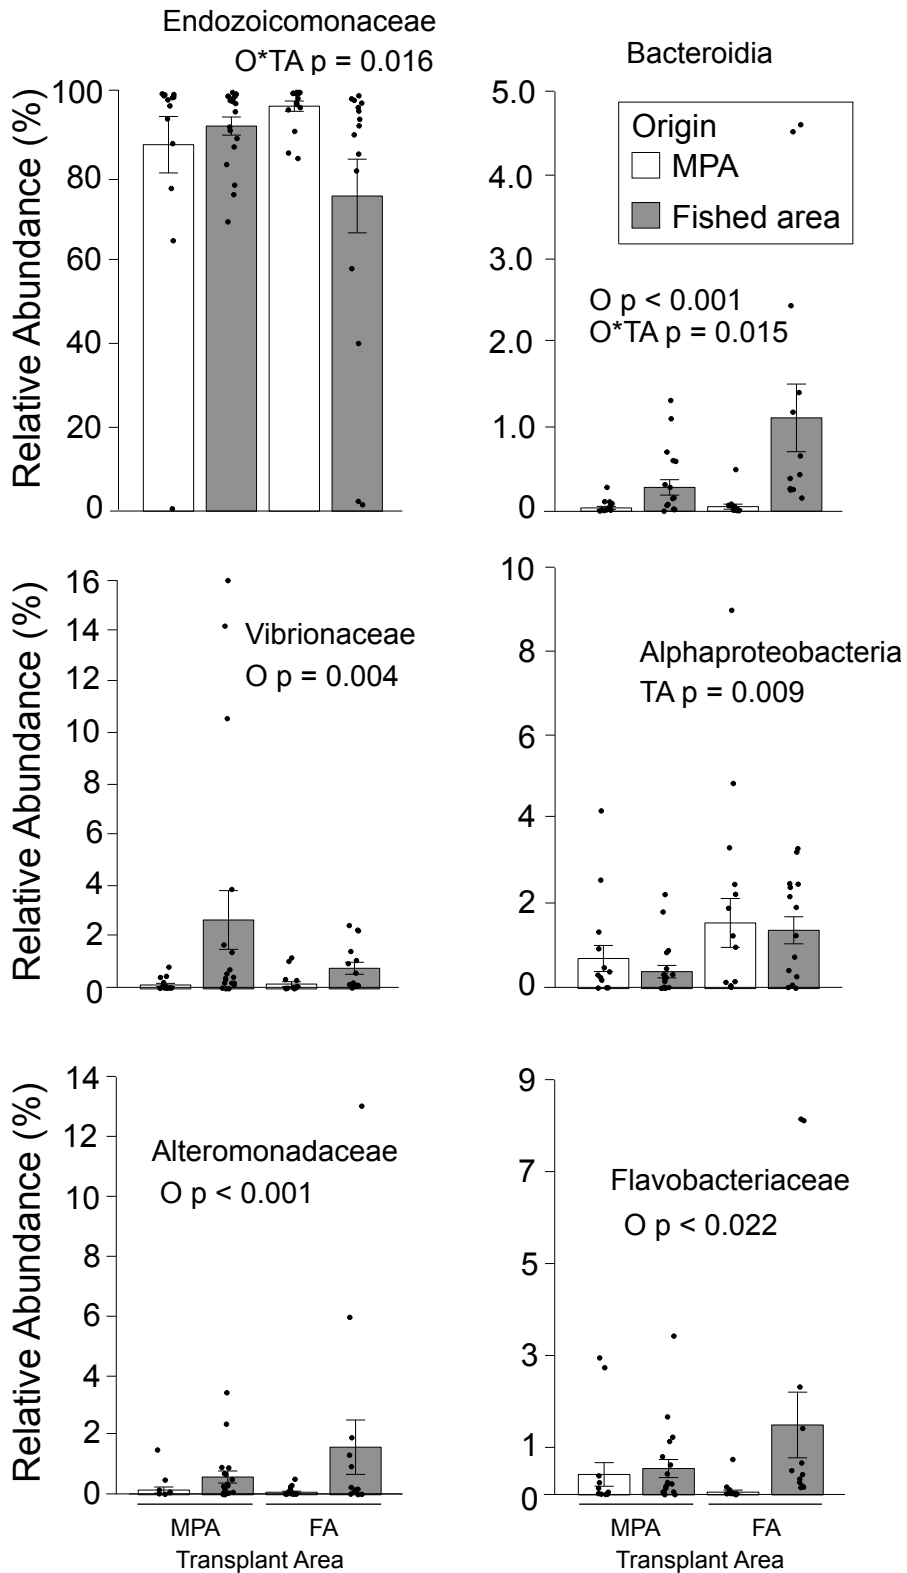 Endozoicomonaceae
O*TA p = 0.016
Relative Abundance (%)
100
80
60
40
20
0
Bacteroidia
5.0
4.0
3.0
2.0
1.0
0
Origin
MPA
Fished area
O p < 0.001
O*TA p = 0.015
Relative Abundance (%)
16
14
12
10
8
6
4
2
0
Vibrionaceae
O p = 0.004
10
8
6
4
2
0
Alphaproteobacteria
TA p = 0.009
Relative Abundance (%)
14
12
10
8
6
4
2
0
Alteromonadaceae
O p < 0.001
MPA FA
Transplant Area
9
7
5
3
1
0
Flavobacteriaceae
O p < 0.022
MPA FA
Transplant Area